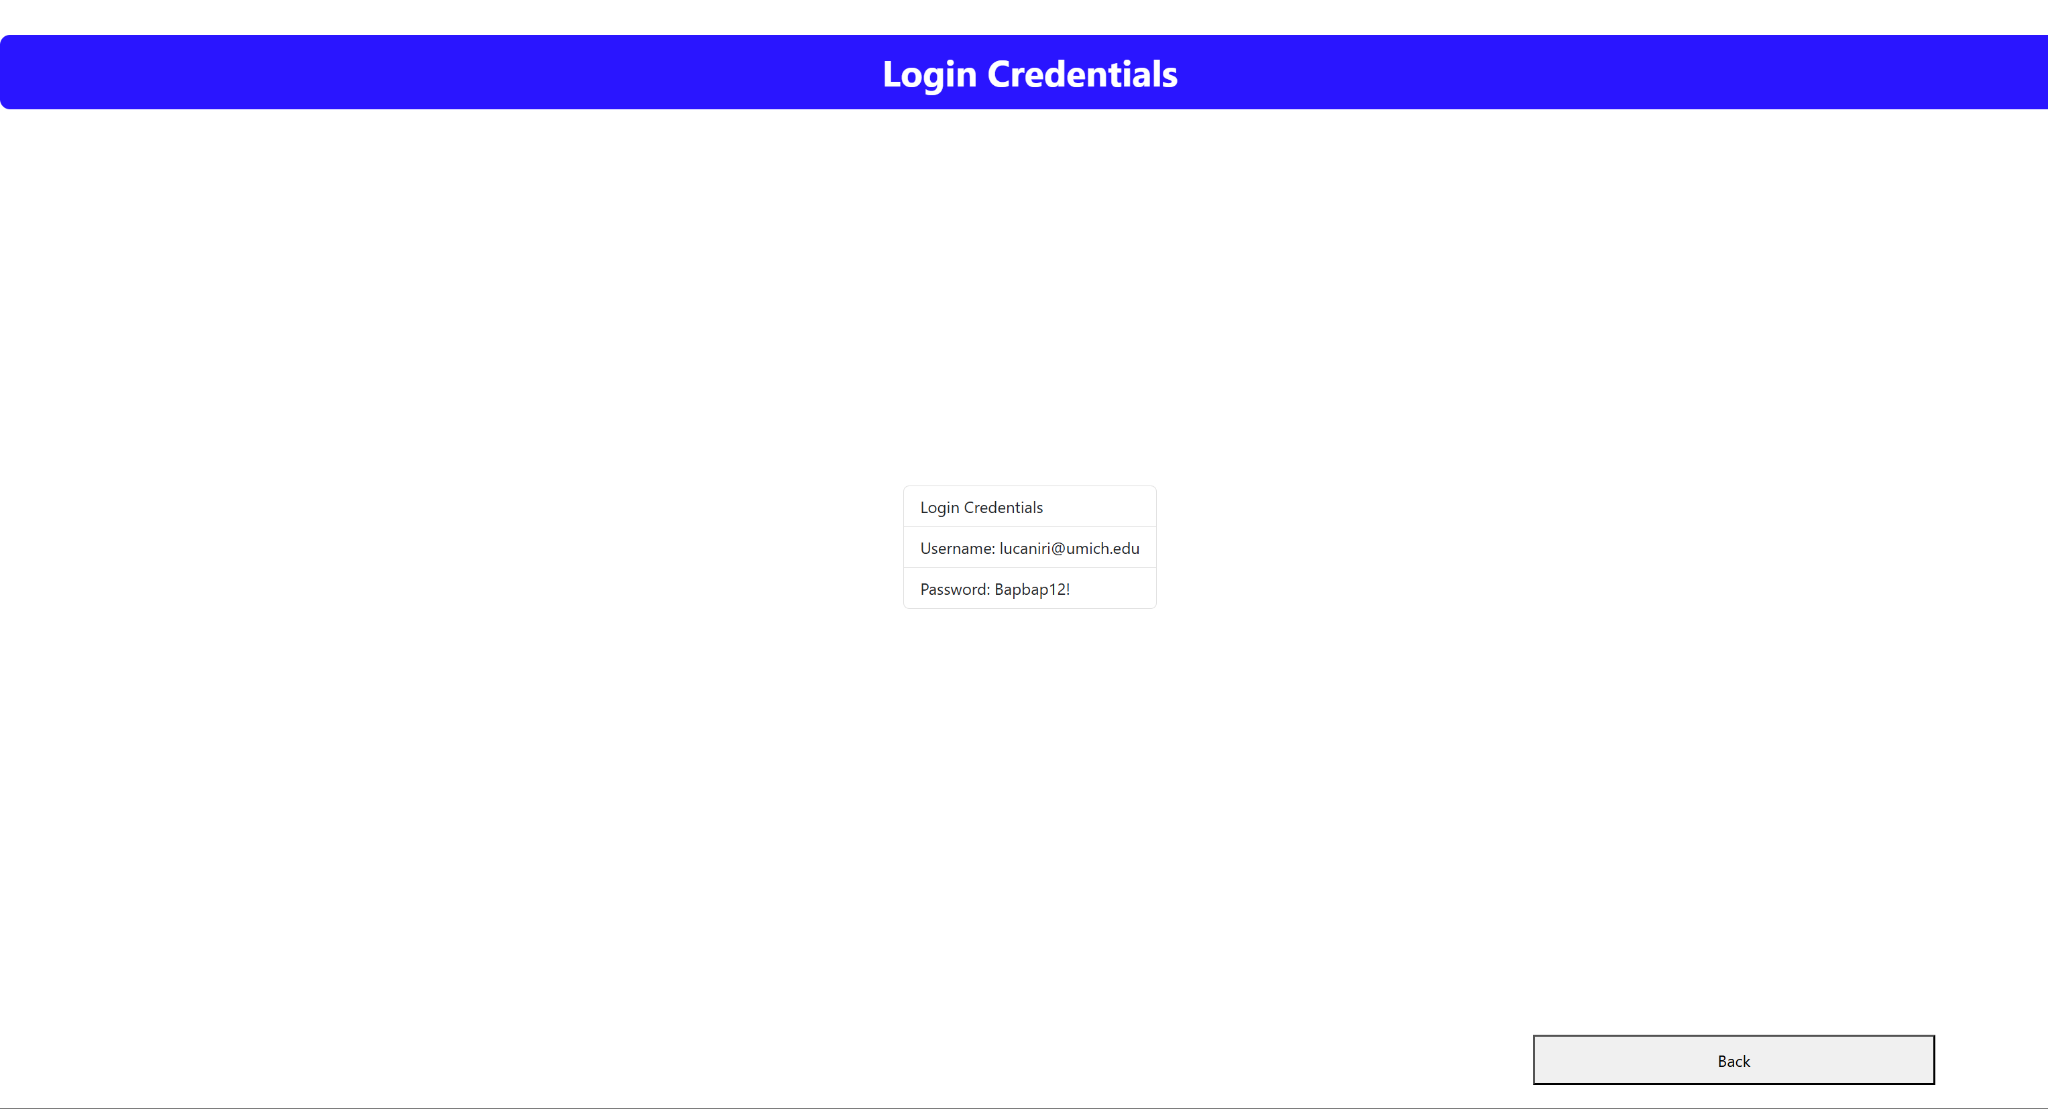 Login Credentials
Login Credentials
Username: lucaniri@umich.edu
Password: Bapbap12!
Back